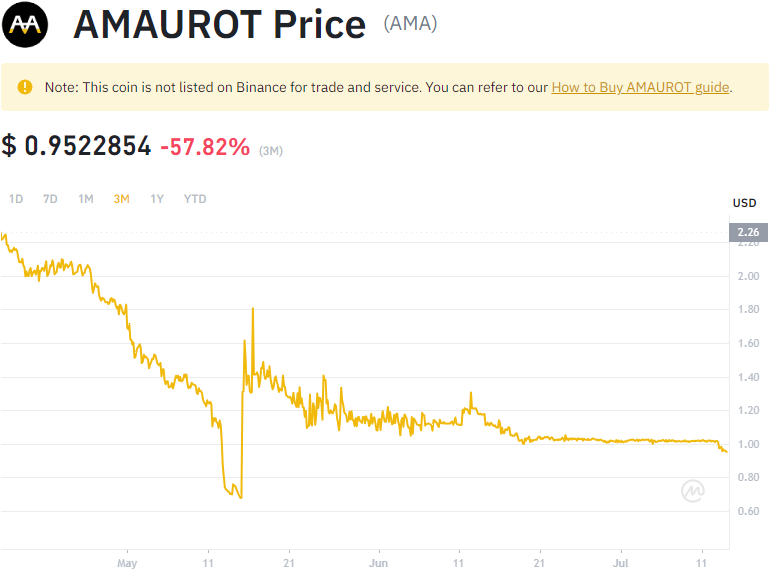 AMAUROT Price (AMA)
Note: This coin is not listed on Binance for trade and service. You can refer to our How to Buy AMAUROT guide.
$ 0.9522854 -57.82% (3M)
1D 7D 1M 3M 1Y YTD
USD
2.26
2.20
2.00
1.80
1.60
1.40
1.20
1.00
0.80
0.60
May 11 21 Jun 11 21 Jul 11